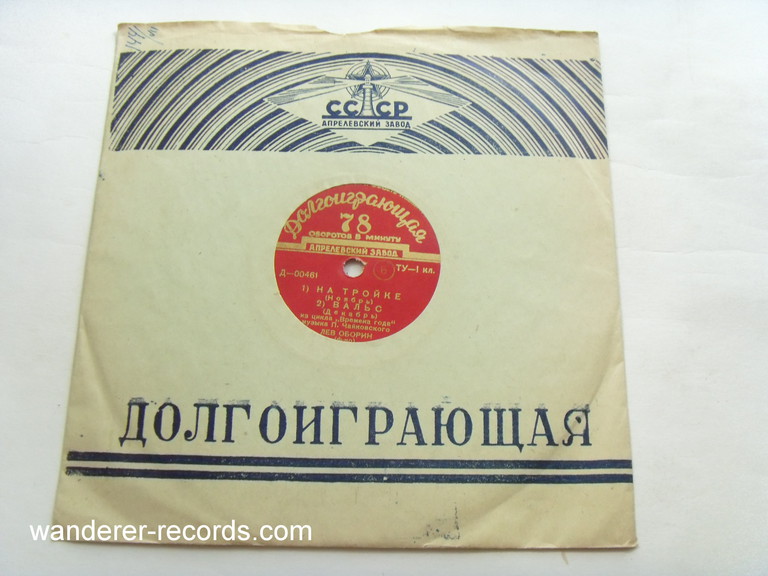 СССР
АПРЕЛЕВСКИЙ ЗАВОД
Долгоиграющая
78
ОБОРОТОВ В МИНУТУ
АПРЕЛЕВСКИЙ ЗАВОД
Д—00461
ТУ—1 кл.
1) НА ТРОЙКЕ
(Ноябрь)
2) ВАЛЬС
(Декабрь)
из цикла „Времена года"
музыка П. Чайковского
ЛЕВ ОБОРИН
ДОЛГОИГРАЮЩАЯ
wanderer-records.com